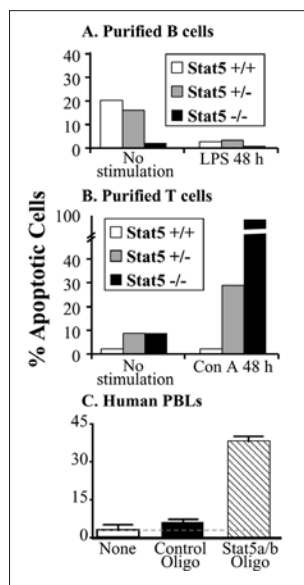 A. Purified B cells
40
30
20
10
0
Stat5 +/+
Stat5 +/-
Stat5 -/-
No stimulation
LPS 48 h
B. Purified T cells
100
30
20
10
0
Stat5 +/+
Stat5 +/-
Stat5 -/-
No stimulation
Con A 48 h
% Apoptotic Cells
C. Human PBLs
45
30
15
0
None
Control Oligo
Stat5a/b Oligo